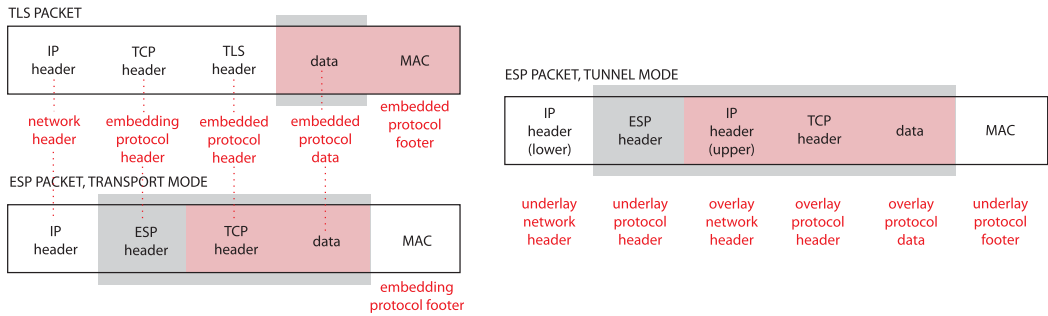 TLS PACKET
IP
header
TCP
header
TLS
header
data
MAC
network
header
embedding
protocol
header
embedded
protocol
header
embedded
protocol
data
embedded
protocol
footer
ESP PACKET, TRANSPORT MODE
IP
header
ESP
header
TCP
header
data
MAC
embedding
protocol footer
ESP PACKET, TUNNEL MODE
IP
header
(lower)
ESP
header
IP
header
(upper)
TCP
header
data
MAC
underlay
network
header
underlay
protocol
header
overlay
network
header
overlay
protocol
header
overlay
protocol
data
underlay
protocol
footer